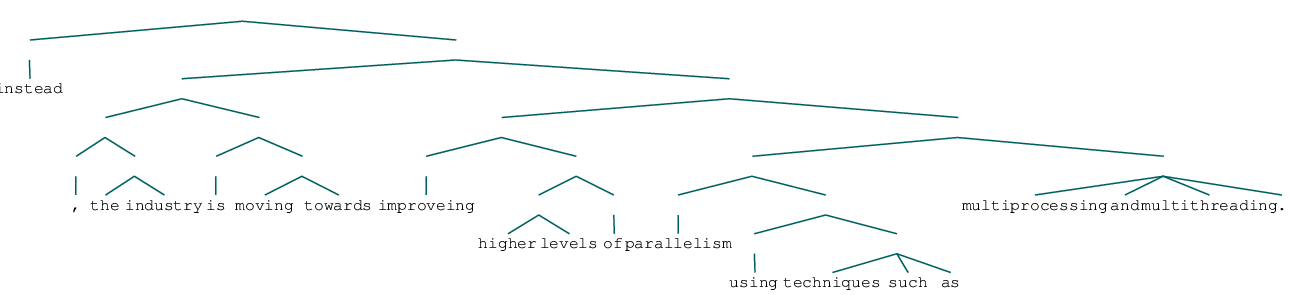 instead
, the industry is moving towards improveing
multiprocessing and multithreading.
higher levels of parallelism
using techniques such as